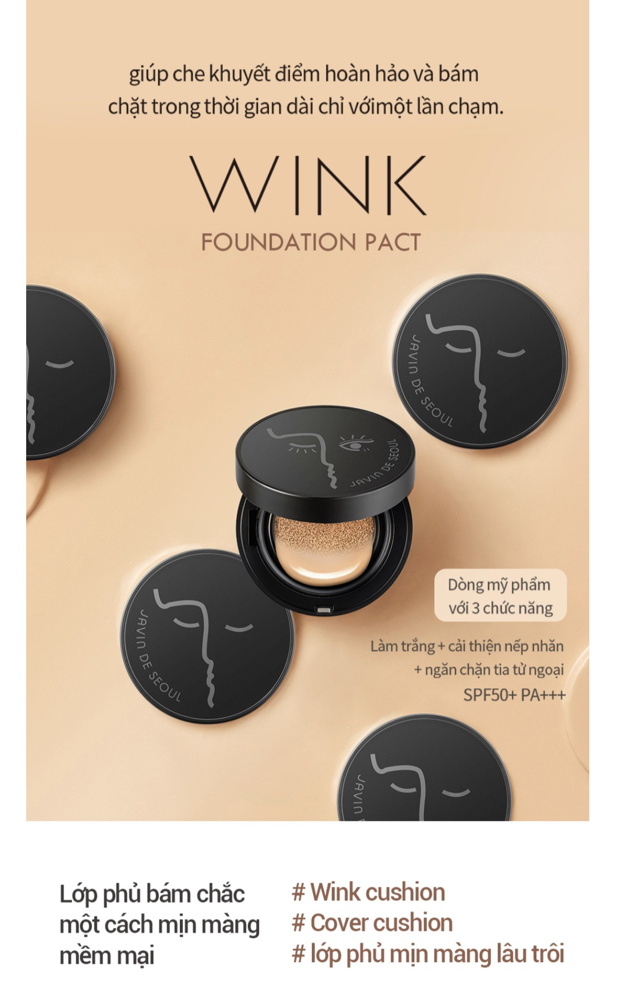 giúp che khuyết điểm hoàn hảo và bám
chặt trong thời gian dài chỉ vớimột lần chạm.
WINK
FOUNDATION PACT
JAVIN DE SEOUL
JAVIN DE SEOUL
JAVIN DE SEOUL
Dòng mỹ phẩm
với 3 chức năng
Làm trắng + cải thiện nếp nhăn
+ ngăn chặn tia tử ngoại
SPF50+ PA+++
JAVIN
Lớp phủ bám chắc
một cách mịn màng
mềm mại
# Wink cushion
# Cover cushion
# lớp phủ mịn màng lâu trôi